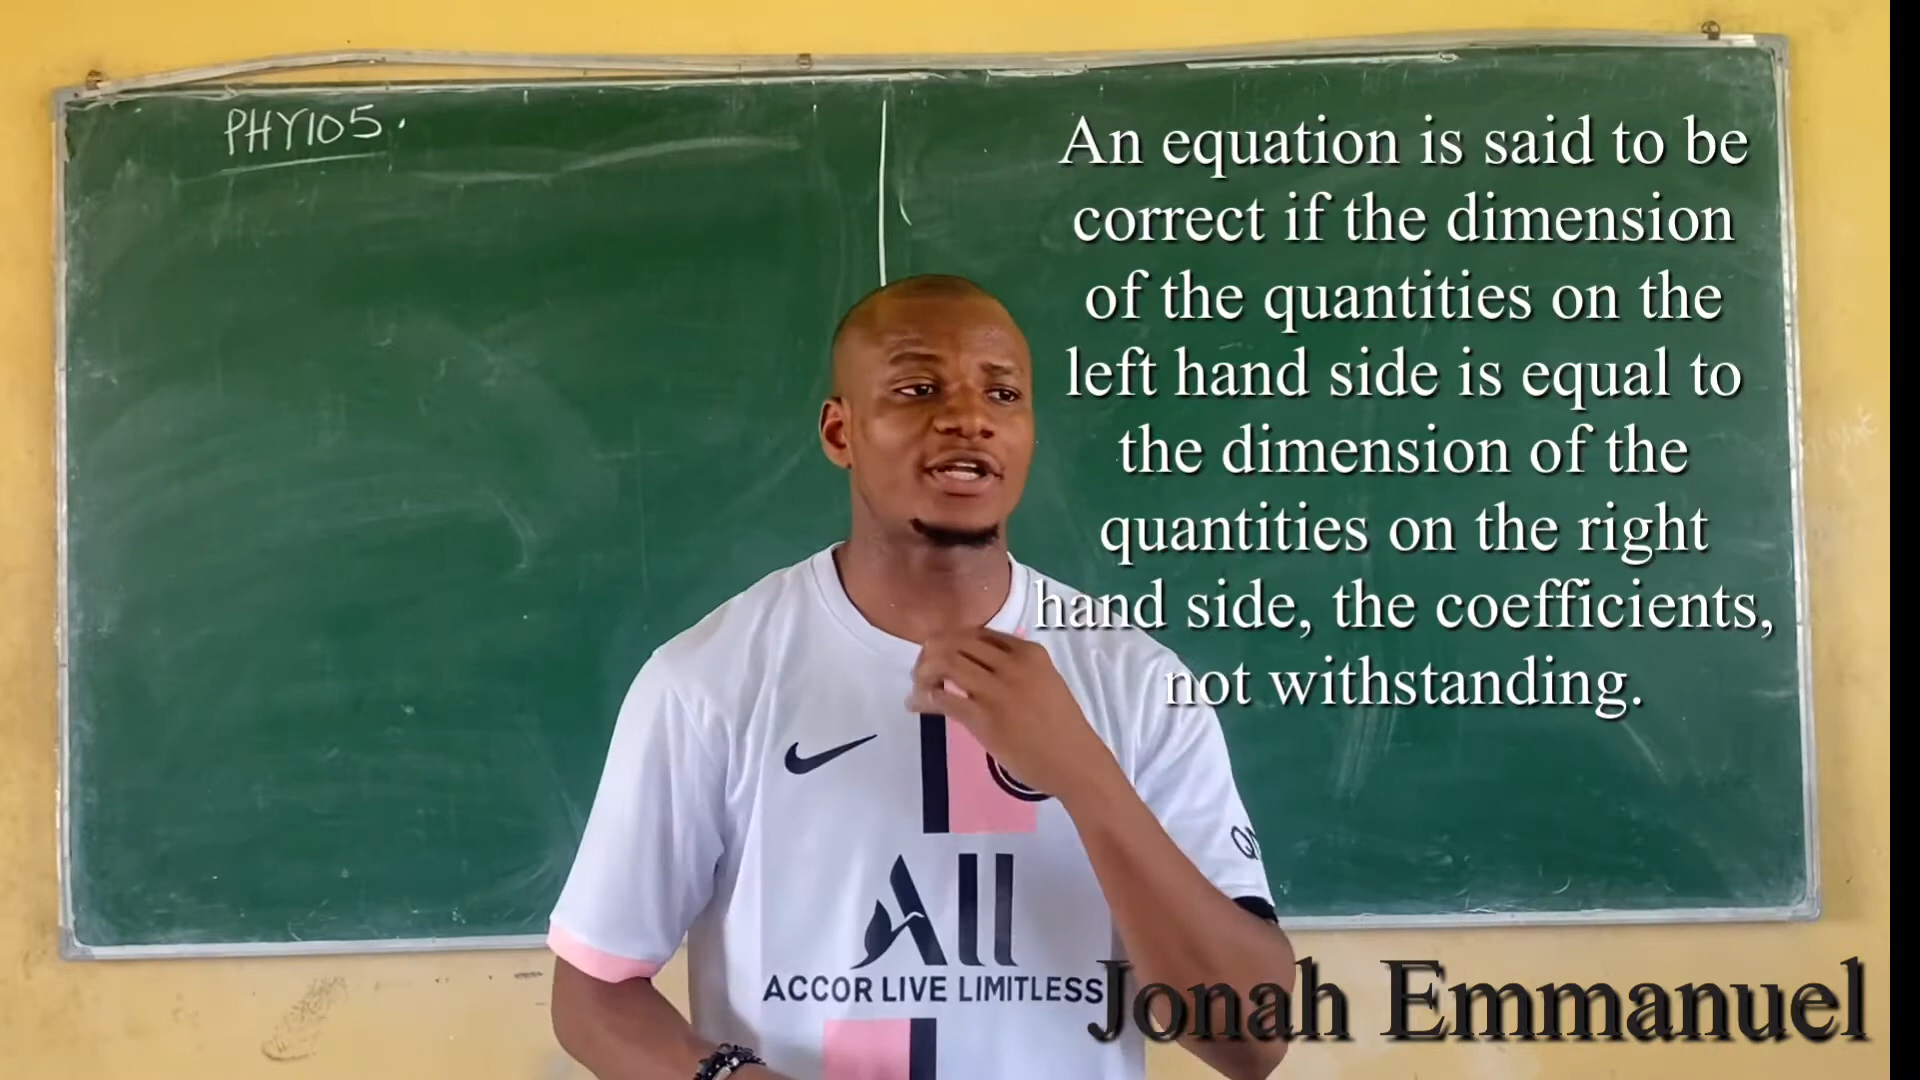 PHY105.
An equation is said to be
correct if the dimension
of the quantities on the
left hand side is equal to
the dimension of the
quantities on the right
hand side, the coefficients,
not withstanding.
All
ACCOR LIVE LIMITLESS
Jonah Emmanuel